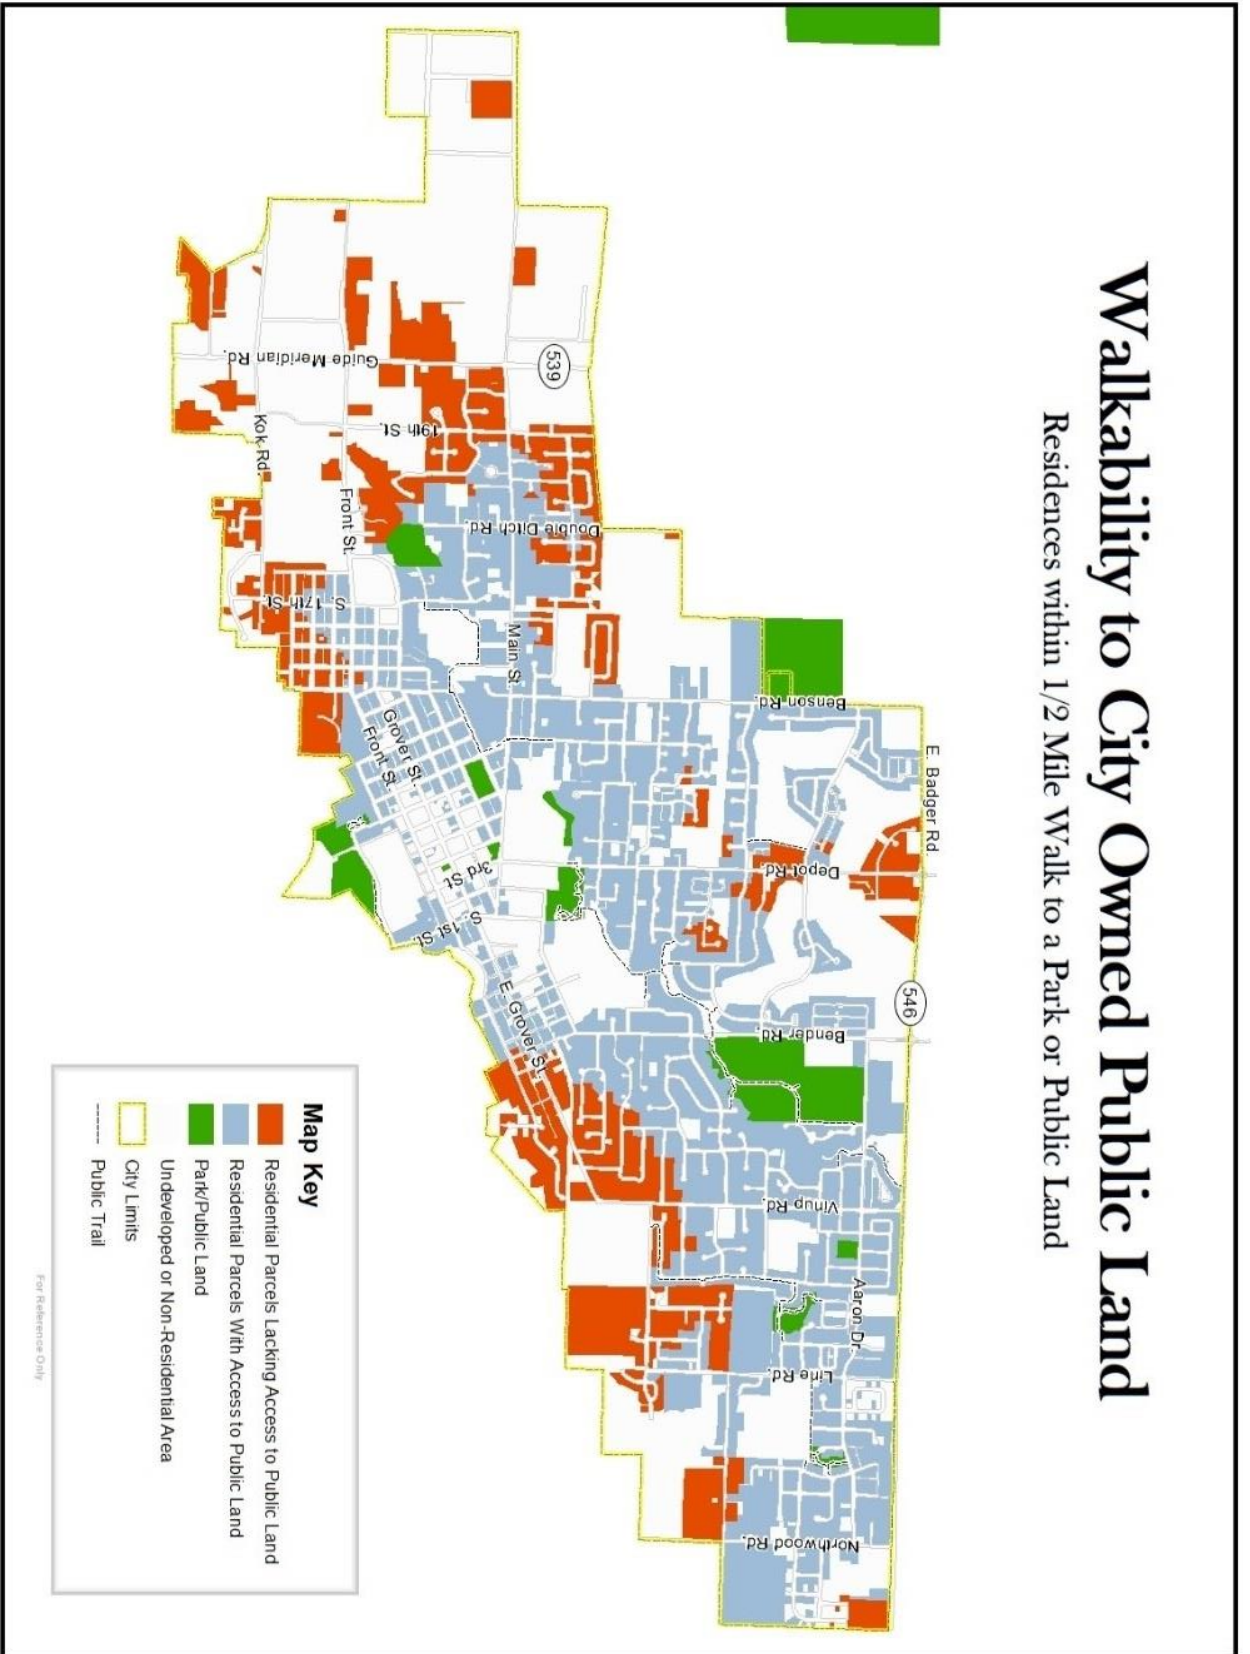 Walkability to City Owned Public Land
Residences within 1/2 Mile Walk to a Park or Public Land
539
Guide Meridian Rd.
19th St.
Kok Rd.
Front St.
Double Ditch Rd.
S. 17th St.
Main St
Benson Rd.
E. Badger Rd.
Grover St.
Front St.
Depot Rd.
3rd St.
S. 1st St
546
E. Grover St.
Bender Rd
Vinup Rd.
Aaron Dr.
Line Rd.
Northwood Rd.
Map Key
Residential Parcels Lacking Access to Public Land
Residential Parcels With Access to Public Land
Park/Public Land
Undeveloped or Non-Residential Area
City Limits
Public Trail
For Reference Only